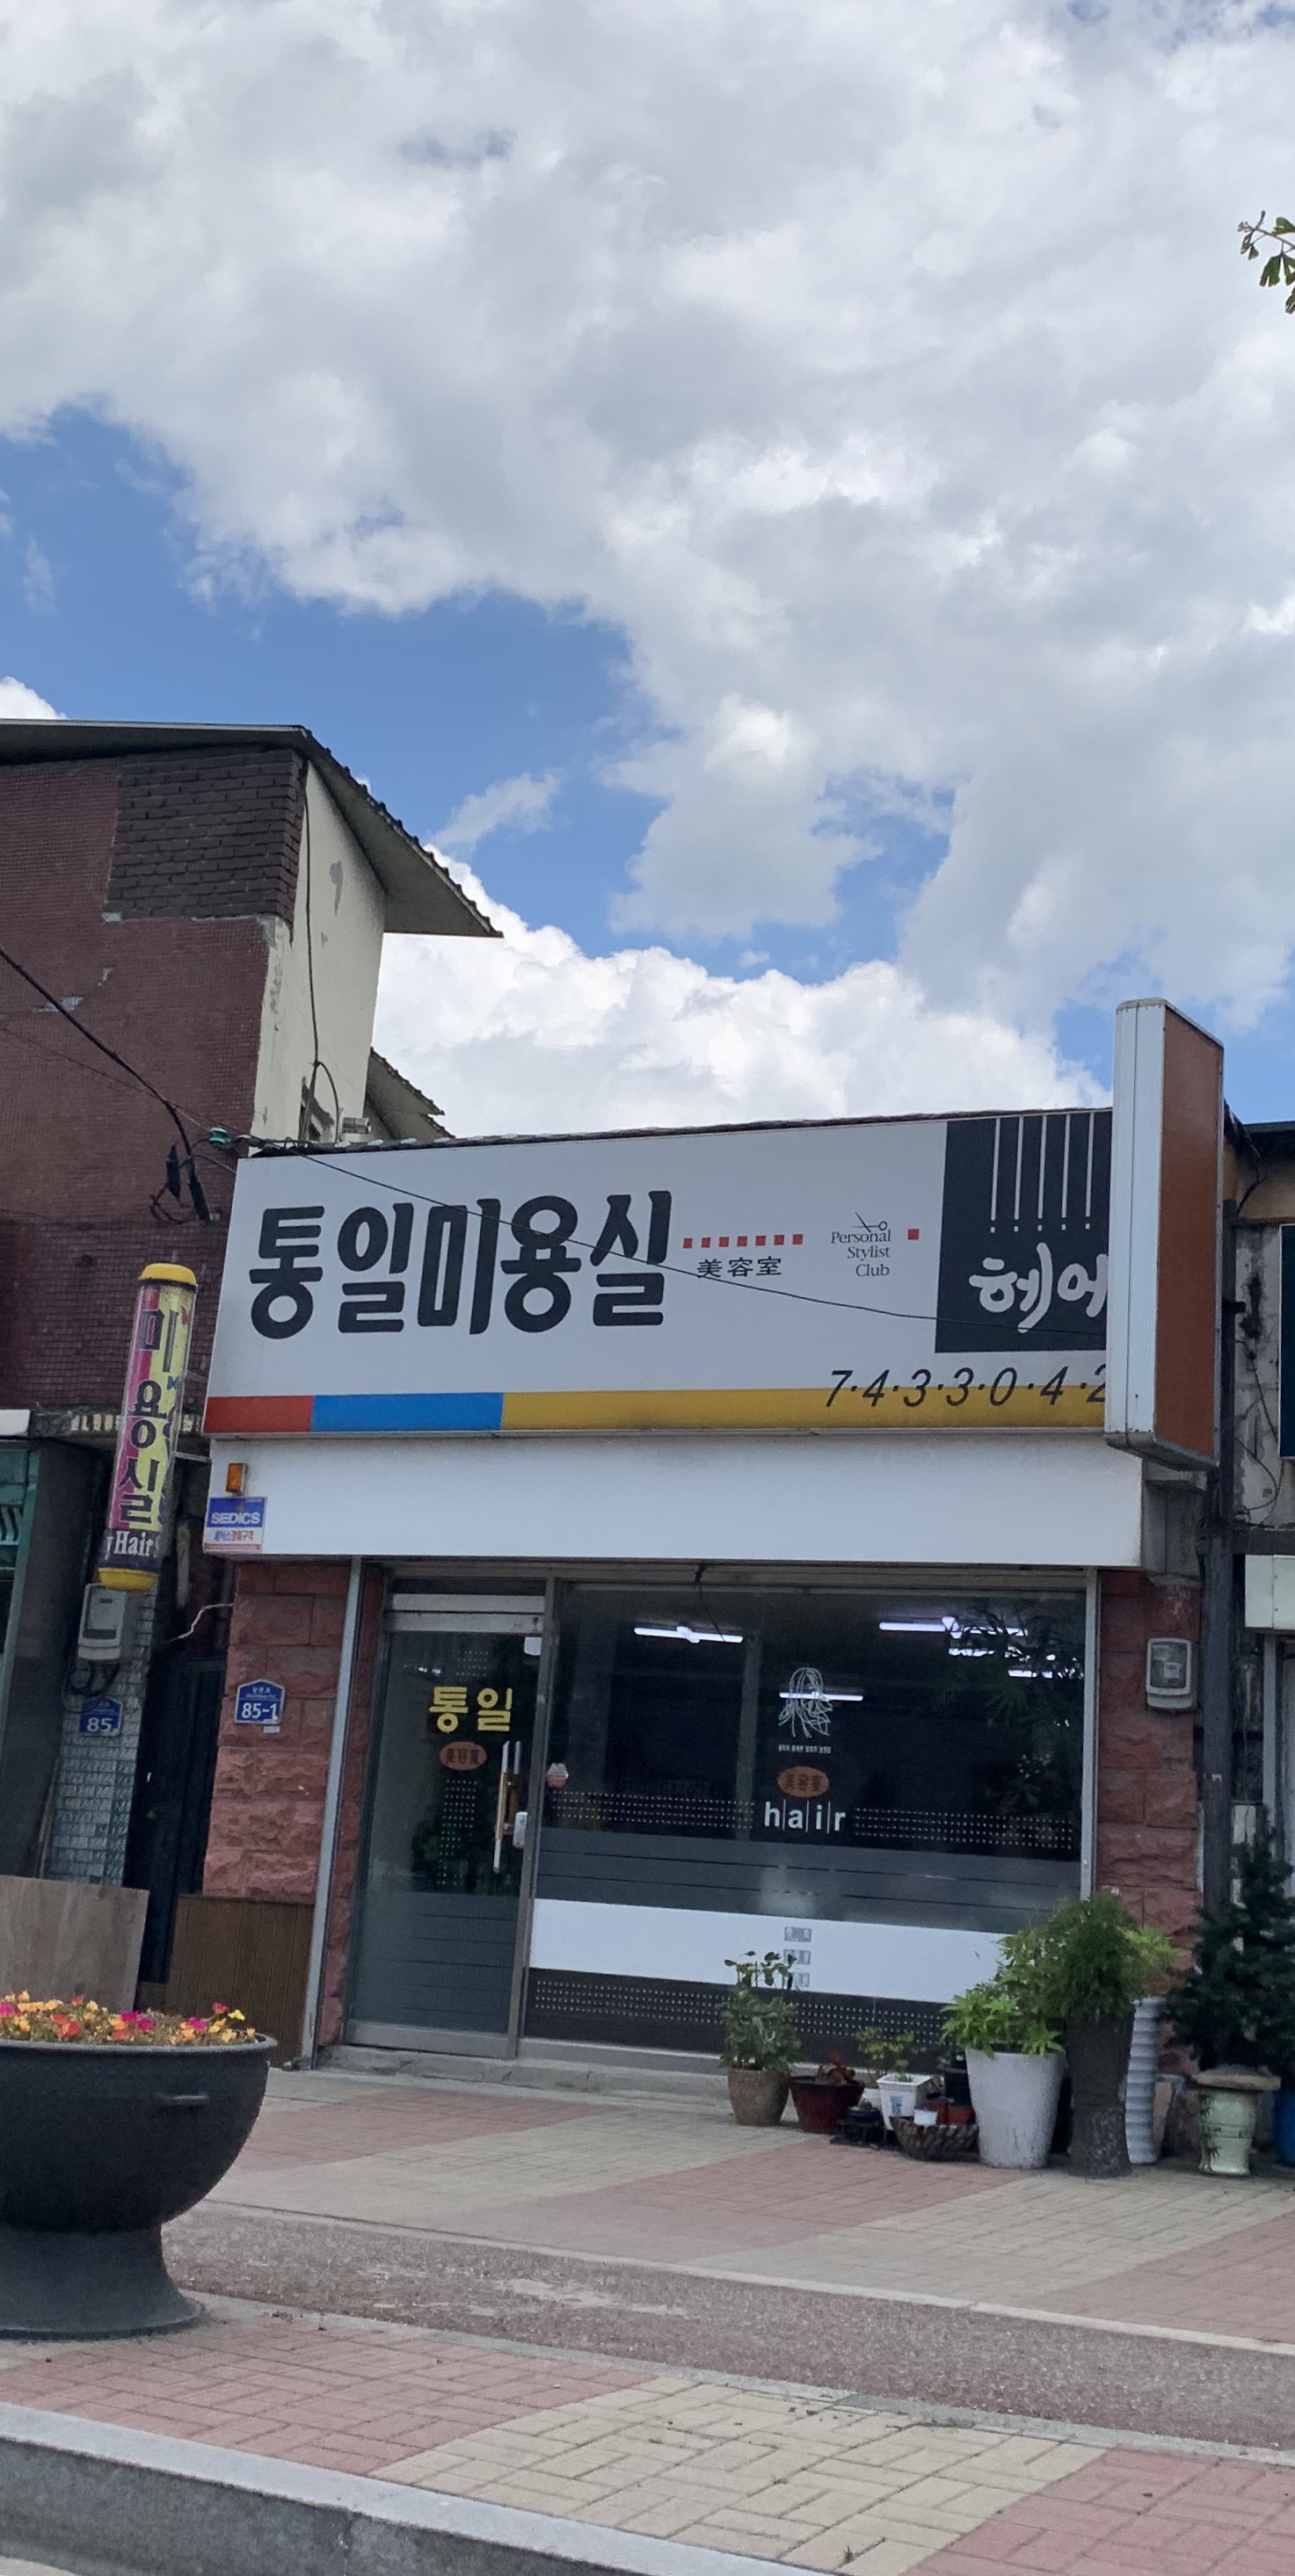 통일미용실
美容室
Personal
Stylist
Club
헤어
7·4·3·3·0·4·2
미용실
Hair
SEDICS
85-1
85
통일
美容室
美容室
h|a|i|r